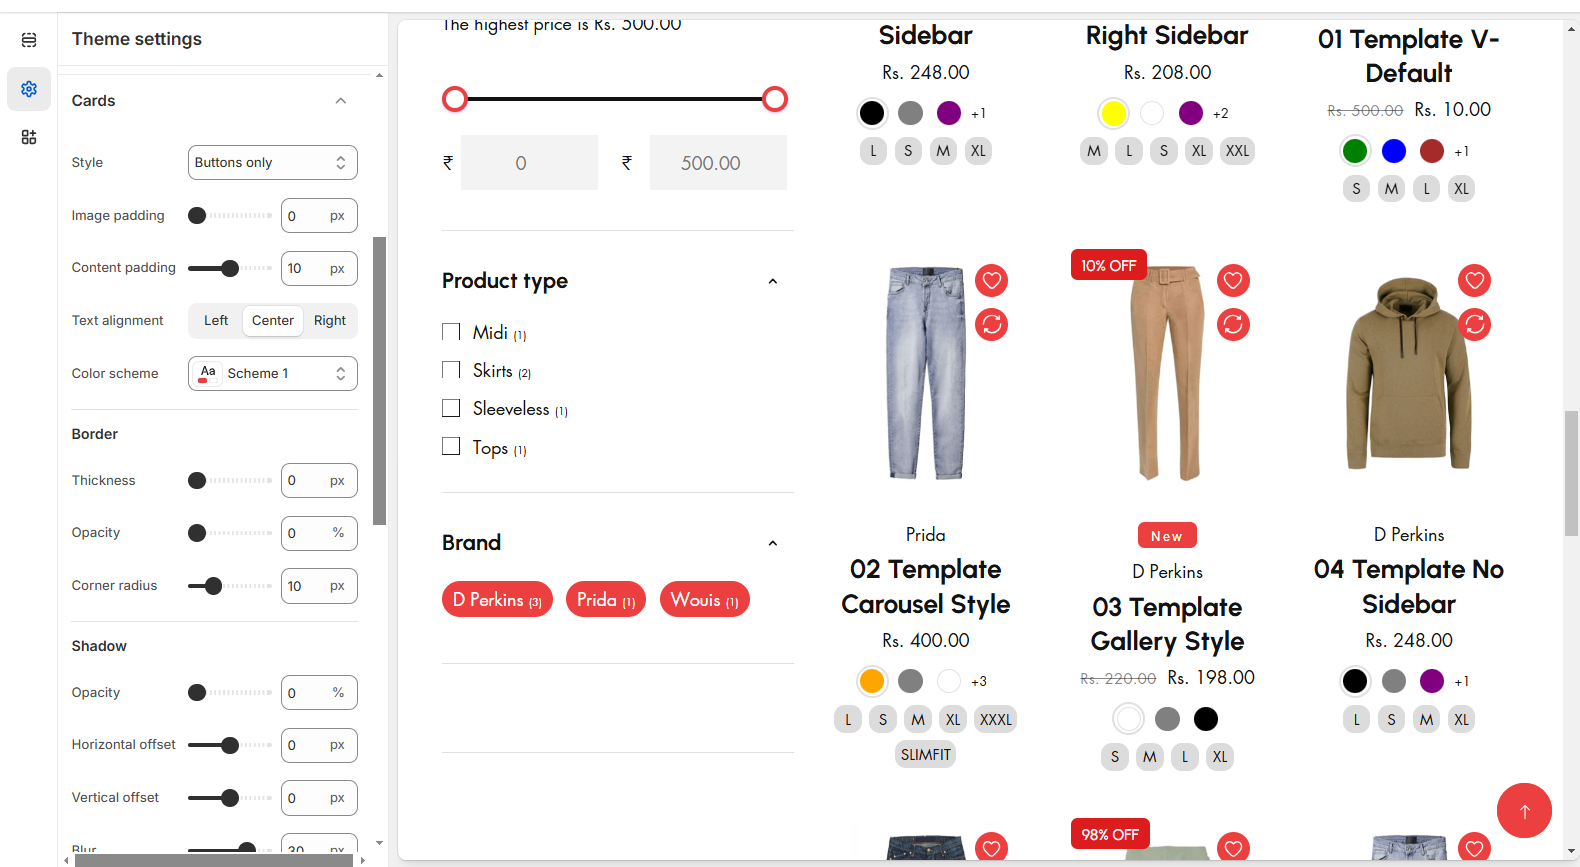 Theme settings
Cards
Style
Buttons only
Image padding
0 px
Content padding
10 px
Text alignment
Left Center Right
Color scheme
Aa Scheme 1
Border
Thickness
0 px
Opacity
0 %
Corner radius
10 px
Shadow
Opacity
0 %
Horizontal offset
0 px
Vertical offset
0 px
Blur
30 px
The highest price is Rs. 500.00
₹ 0 ₹ 500.00
Product type
Midi (1)
Skirts (2)
Sleeveless (1)
Tops (1)
Brand
D Perkins (3) Prida (1) Wouis (1)
Sidebar
Rs. 248.00
+1
L S M XL
Right Sidebar
Rs. 208.00
+2
M L S XL XXL
01 Template V-
Default
Rs. 500.00 Rs. 10.00
+1
S M L XL
Prida
02 Template
Carousel Style
Rs. 400.00
+3
L S M XL XXXL
SLIMFIT
10% OFF
New
D Perkins
03 Template
Gallery Style
Rs. 220.00 Rs. 198.00
S M L XL
D Perkins
04 Template No
Sidebar
Rs. 248.00
+1
L S M XL
98% OFF